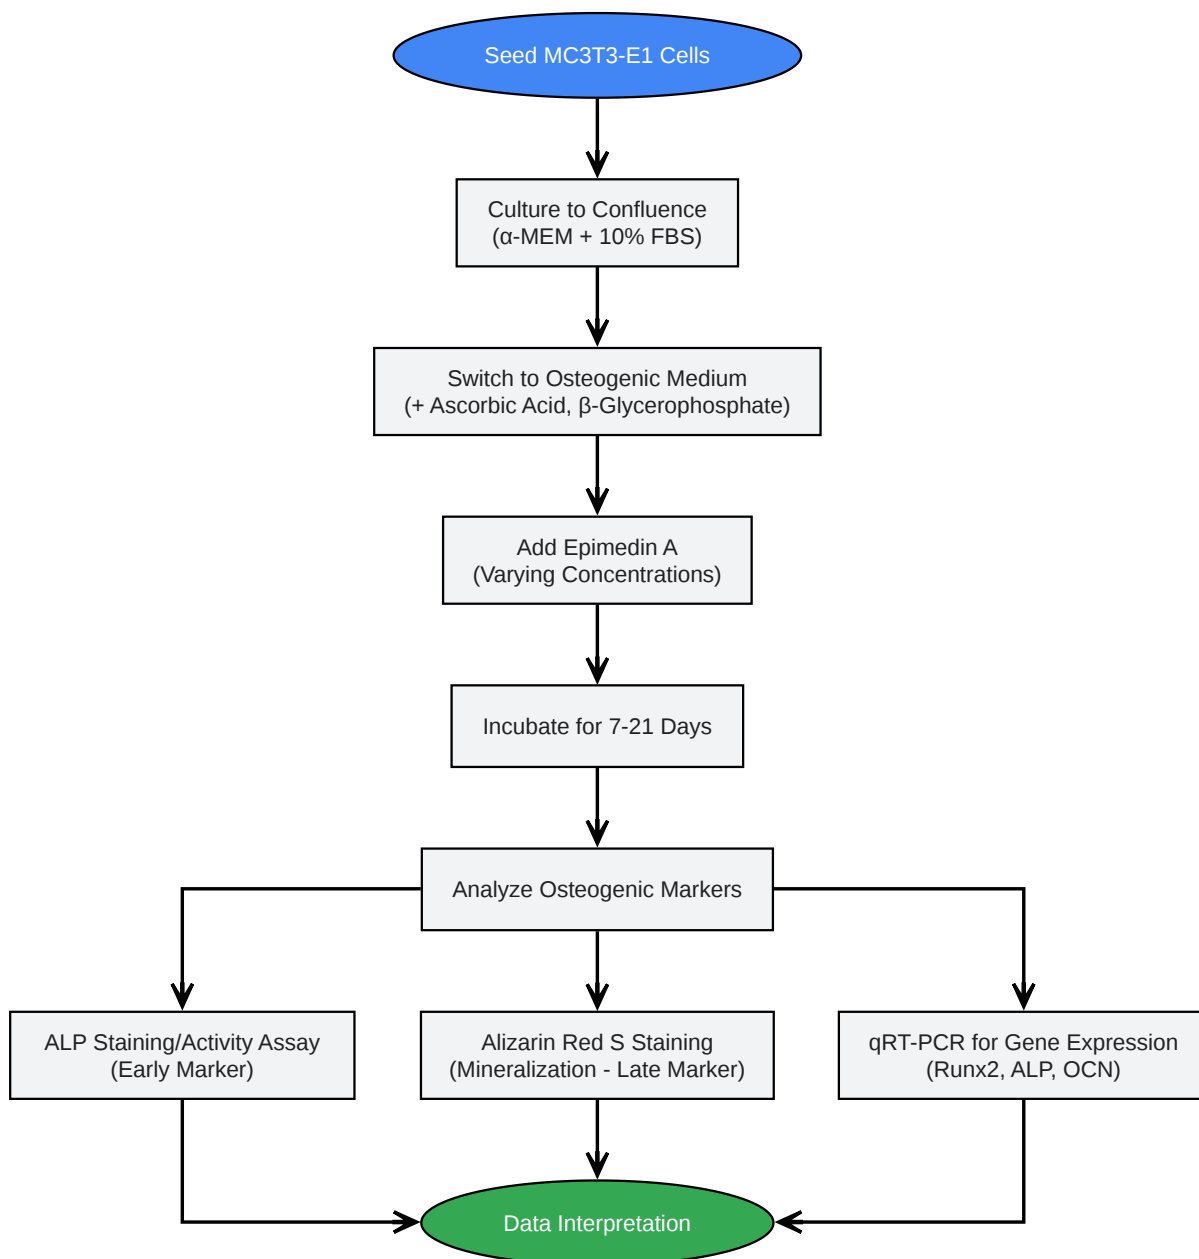 Seed MC3T3-E1 Cells
Culture to Confluence
(α-MEM + 10% FBS)
Switch to Osteogenic Medium
(+ Ascorbic Acid, β-Glycerophosphate)
Add Epimedin A
(Varying Concentrations)
Incubate for 7-21 Days
Analyze Osteogenic Markers
ALP Staining/Activity Assay
(Early Marker)
Alizarin Red S Staining
(Mineralization - Late Marker)
qRT-PCR for Gene Expression
(Runx2, ALP, OCN)
Data Interpretation